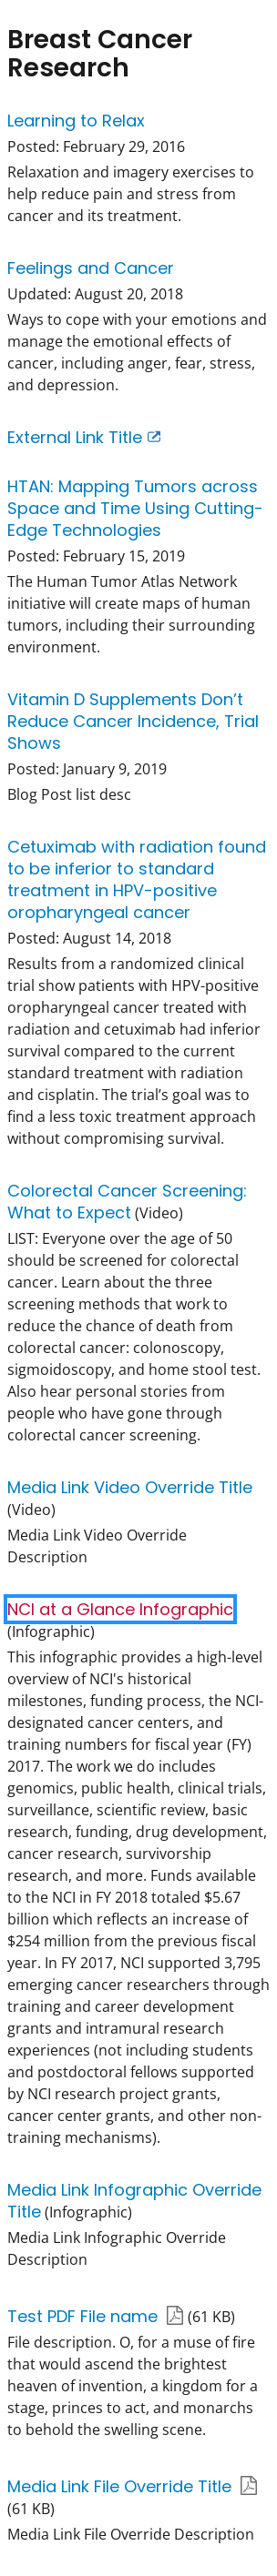 Breast Cancer
Research
Learning to Relax
Posted: February 29, 2016
Relaxation and imagery exercises to
help reduce pain and stress from
cancer and its treatment.
Feelings and Cancer
Updated: August 20, 2018
Ways to cope with your emotions and
manage the emotional effects of
cancer, including anger, fear, stress,
and depression.
External Link Title
HTAN: Mapping Tumors across
Space and Time Using Cutting-
Edge Technologies
Posted: February 15, 2019
The Human Tumor Atlas Network
initiative will create maps of human
tumors, including their surrounding
environment.
Vitamin D Supplements Don’t
Reduce Cancer Incidence, Trial
Shows
Posted: January 9, 2019
Blog Post list desc
Cetuximab with radiation found
to be inferior to standard
treatment in HPV-positive
oropharyngeal cancer
Posted: August 14, 2018
Results from a randomized clinical
trial show patients with HPV-positive
oropharyngeal cancer treated with
radiation and cetuximab had inferior
survival compared to the current
standard treatment with radiation
and cisplatin. The trial’s goal was to
find a less toxic treatment approach
without compromising survival.
Colorectal Cancer Screening:
What to Expect (Video)
LIST: Everyone over the age of 50
should be screened for colorectal
cancer. Learn about the three
screening methods that work to
reduce the chance of death from
colorectal cancer: colonoscopy,
sigmoidoscopy, and home stool test.
Also hear personal stories from
people who have gone through
colorectal cancer screening.
Media Link Video Override Title
(Video)
Media Link Video Override
Description
NCI at a Glance Infographic
(Infographic)
This infographic provides a high-level
overview of NCI's historical
milestones, funding process, the NCI-
designated cancer centers, and
training numbers for fiscal year (FY)
2017. The work we do includes
genomics, public health, clinical trials,
surveillance, scientific review, basic
research, funding, drug development,
cancer research, survivorship
research, and more. Funds available
to the NCI in FY 2018 totaled $5.67
billion which reflects an increase of
$254 million from the previous fiscal
year. In FY 2017, NCI supported 3,795
emerging cancer researchers through
training and career development
grants and intramural research
experiences (not including students
and postdoctoral fellows supported
by NCI research project grants,
cancer center grants, and other non-
training mechanisms).
Media Link Infographic Override
Title (Infographic)
Media Link Infographic Override
Description
Test PDF File name (61 KB)
File description. O, for a muse of fire
that would ascend the brightest
heaven of invention, a kingdom for a
stage, princes to act, and monarchs
to behold the swelling scene.
Media Link File Override Title
(61 KB)
Media Link File Override Description